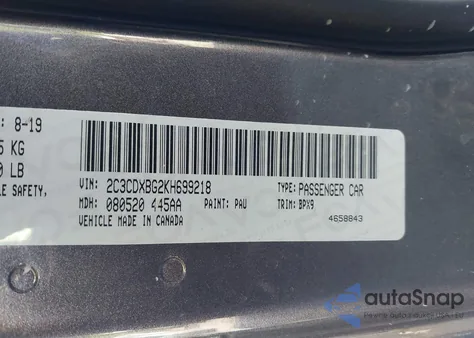 : 8-19
5 KG
0 LB
LE SAFETY,
VIN: 2C3CDXBG2KH699218 TYPE: PASSENGER CAR
MDH: 080520 445AA PAINT: PAU TRIM: BPX9
VEHICLE MADE IN CANADA 4658843
autoSnap